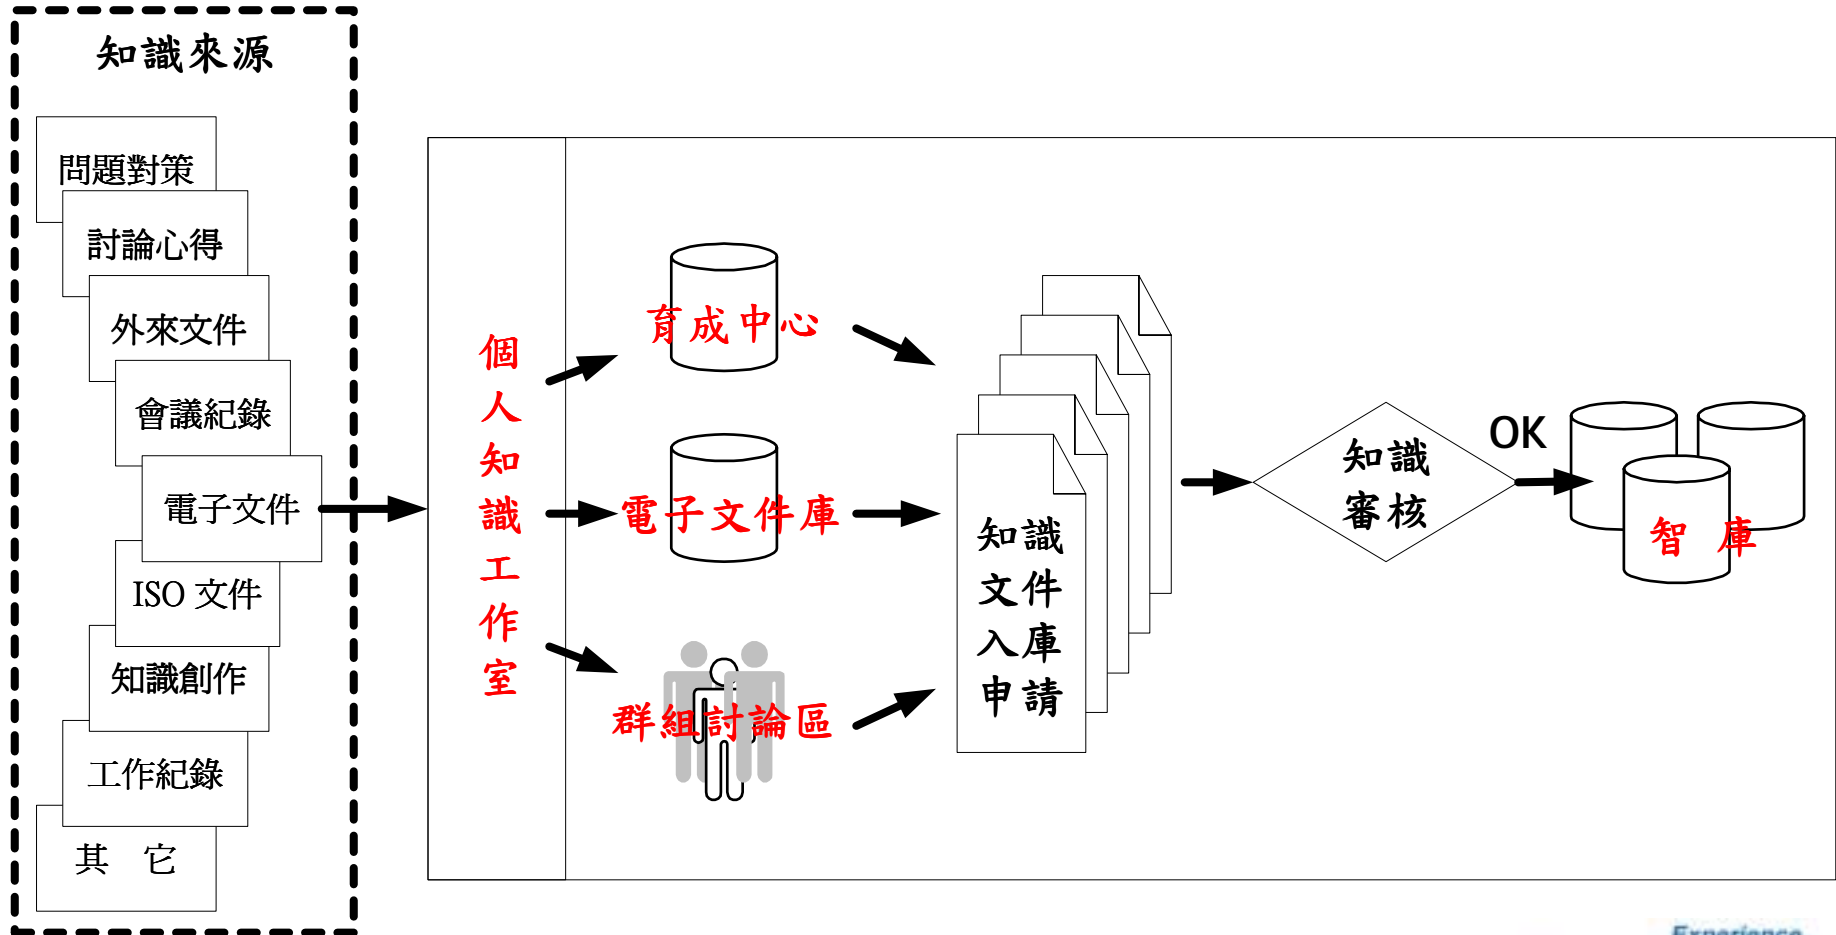 知識來源
問題對策
討論心得
外來文件
會議紀錄
電子文件
ISO 文件
知識創作
工作紀錄
其 它
個
人
知
識
工
作
室
育成中心
電子文件庫
群組討論區
知識
文件
入庫
申請
知識
審核
OK
智 庫
Experience